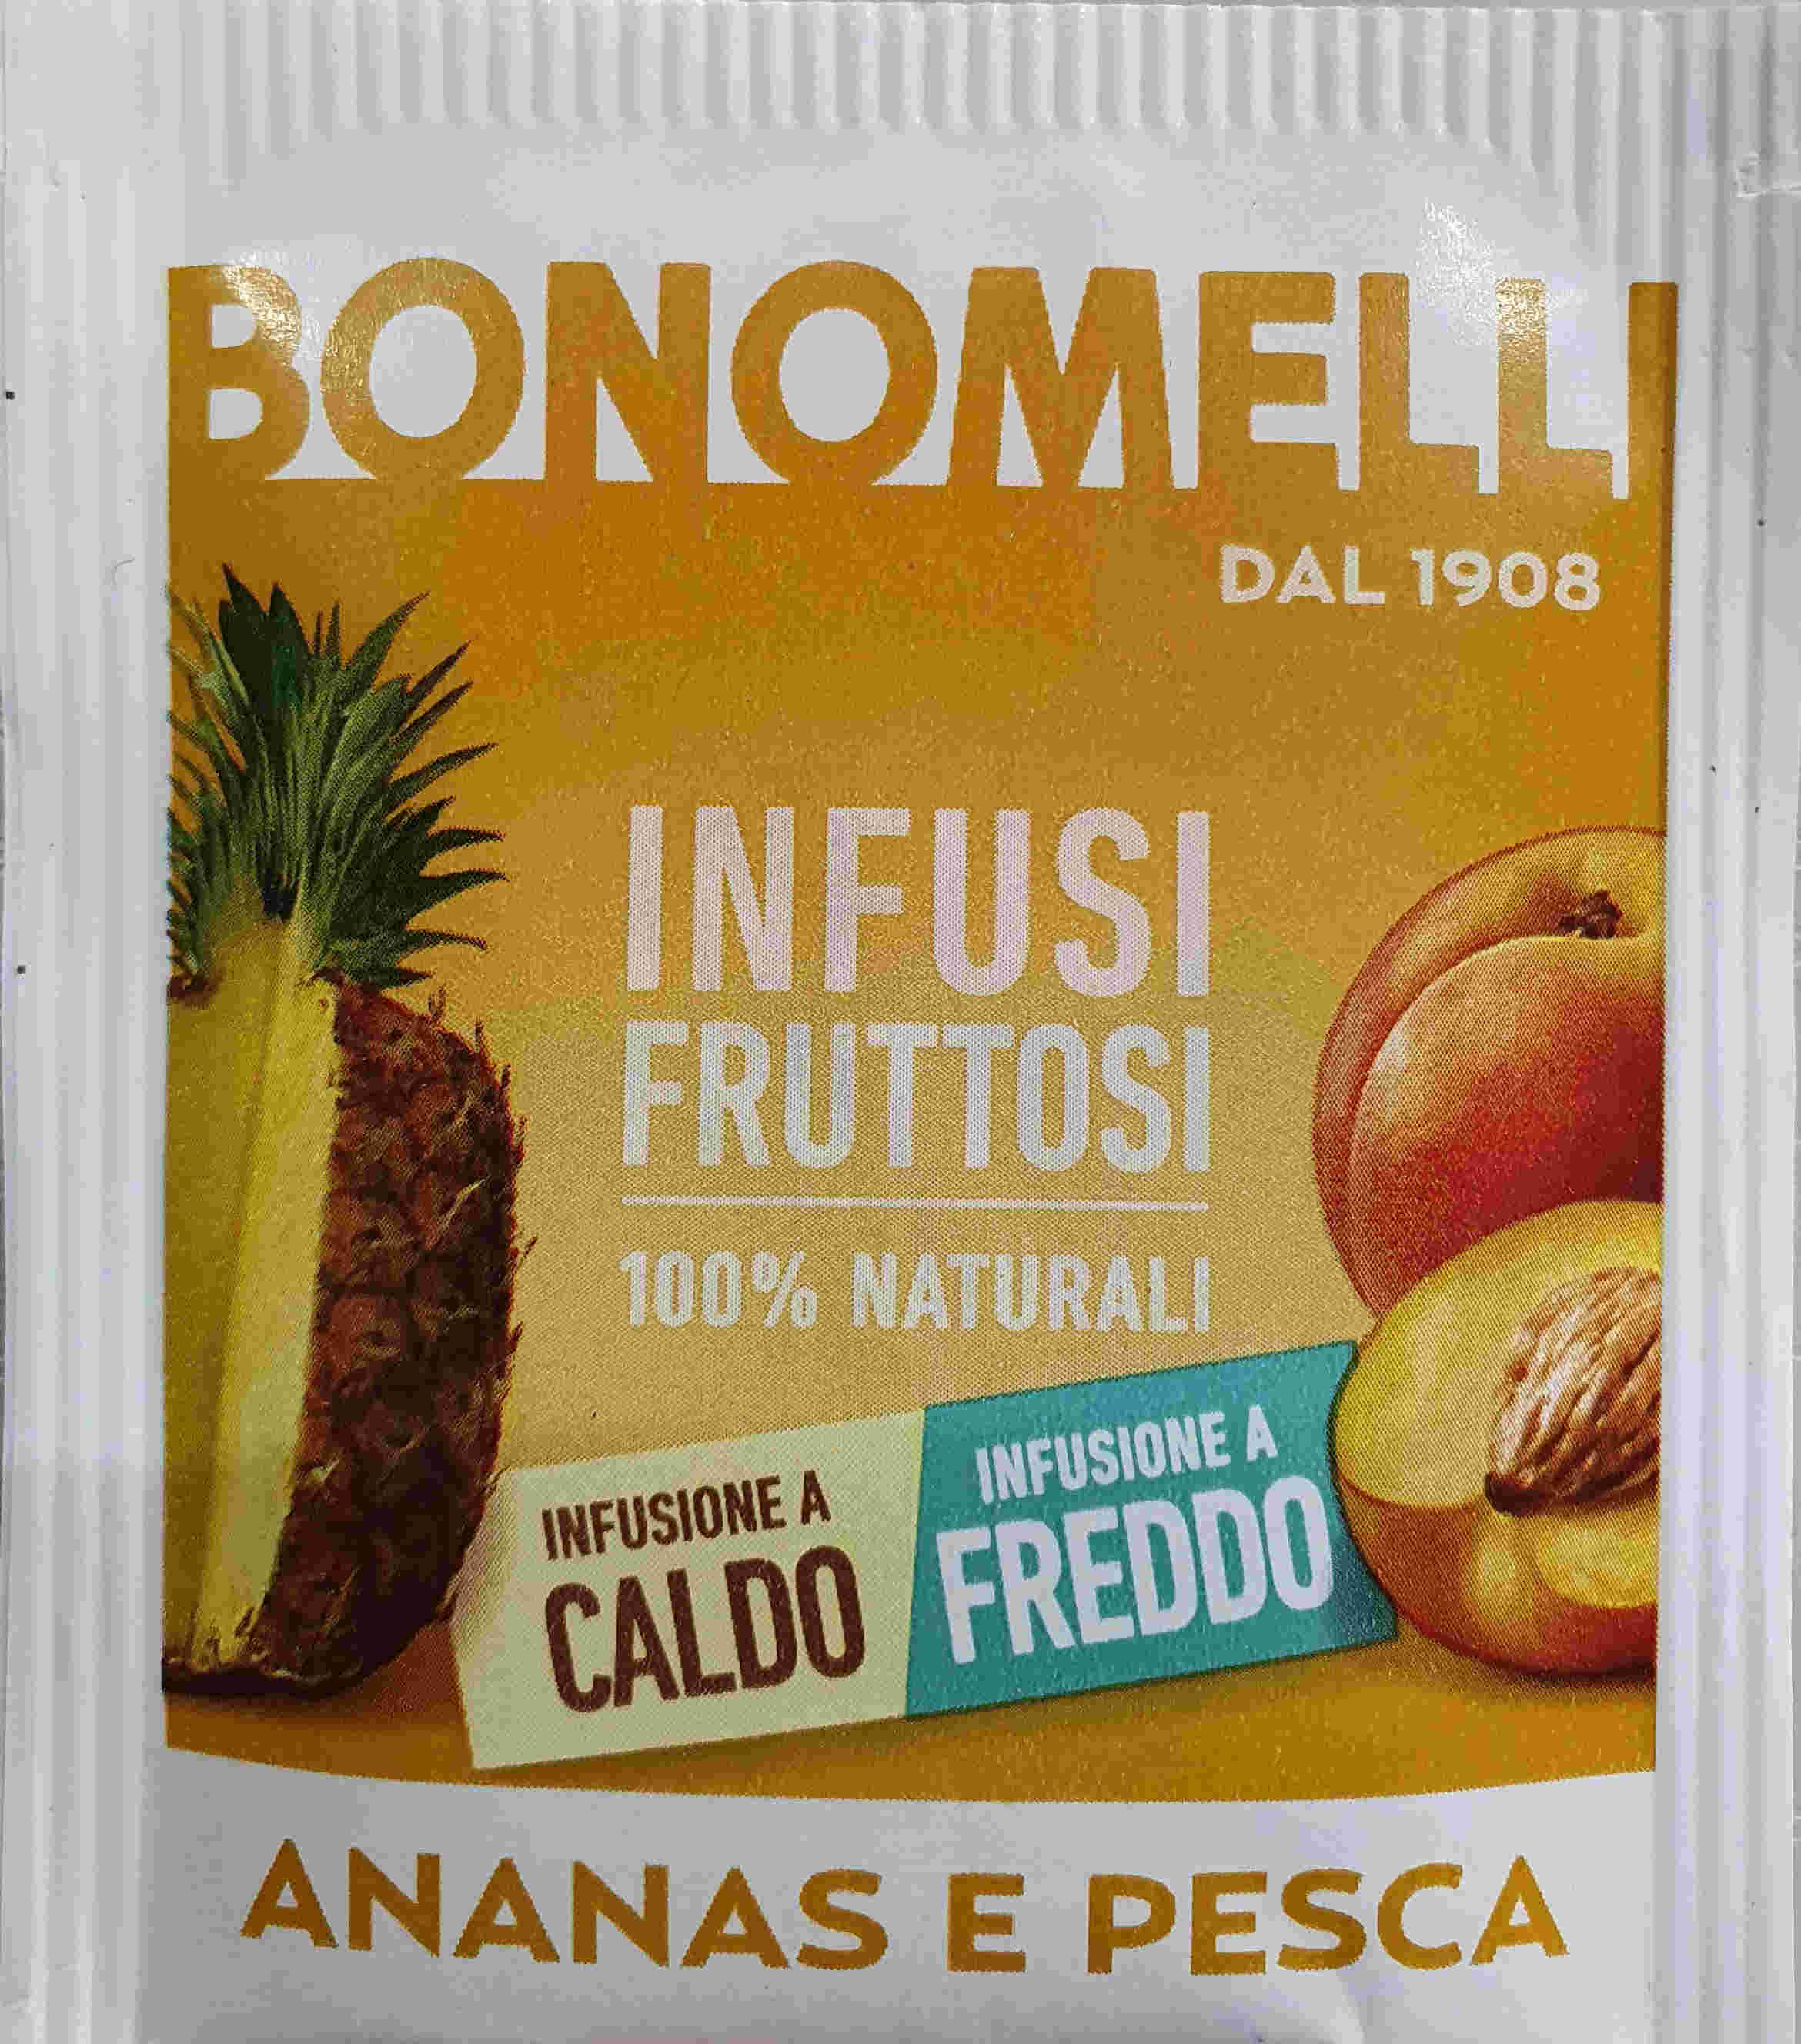 BONOMELLI
DAL 1908
INFUSI
FRUTTOSI
100% NATURALI
INFUSIONE A
CALDO
INFUSIONE A
FREDDO
ANANAS E PESCA